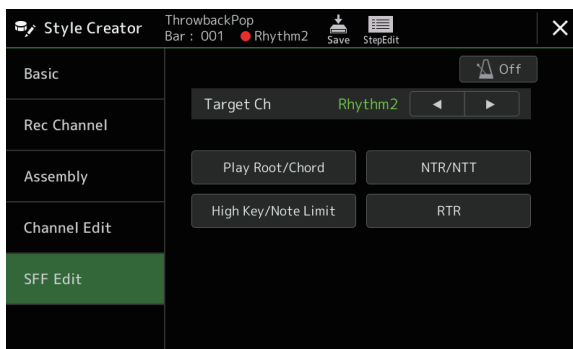 Style Creator
ThrowbackPop
Bar : 001 Rhythm2
Save
StepEdit
Basic
Off
Target Ch Rhythm2
Rec Channel
Assembly
Play Root/Chord
NTR/NTT
High Key/Note Limit
RTR
Channel Edit
SFF Edit